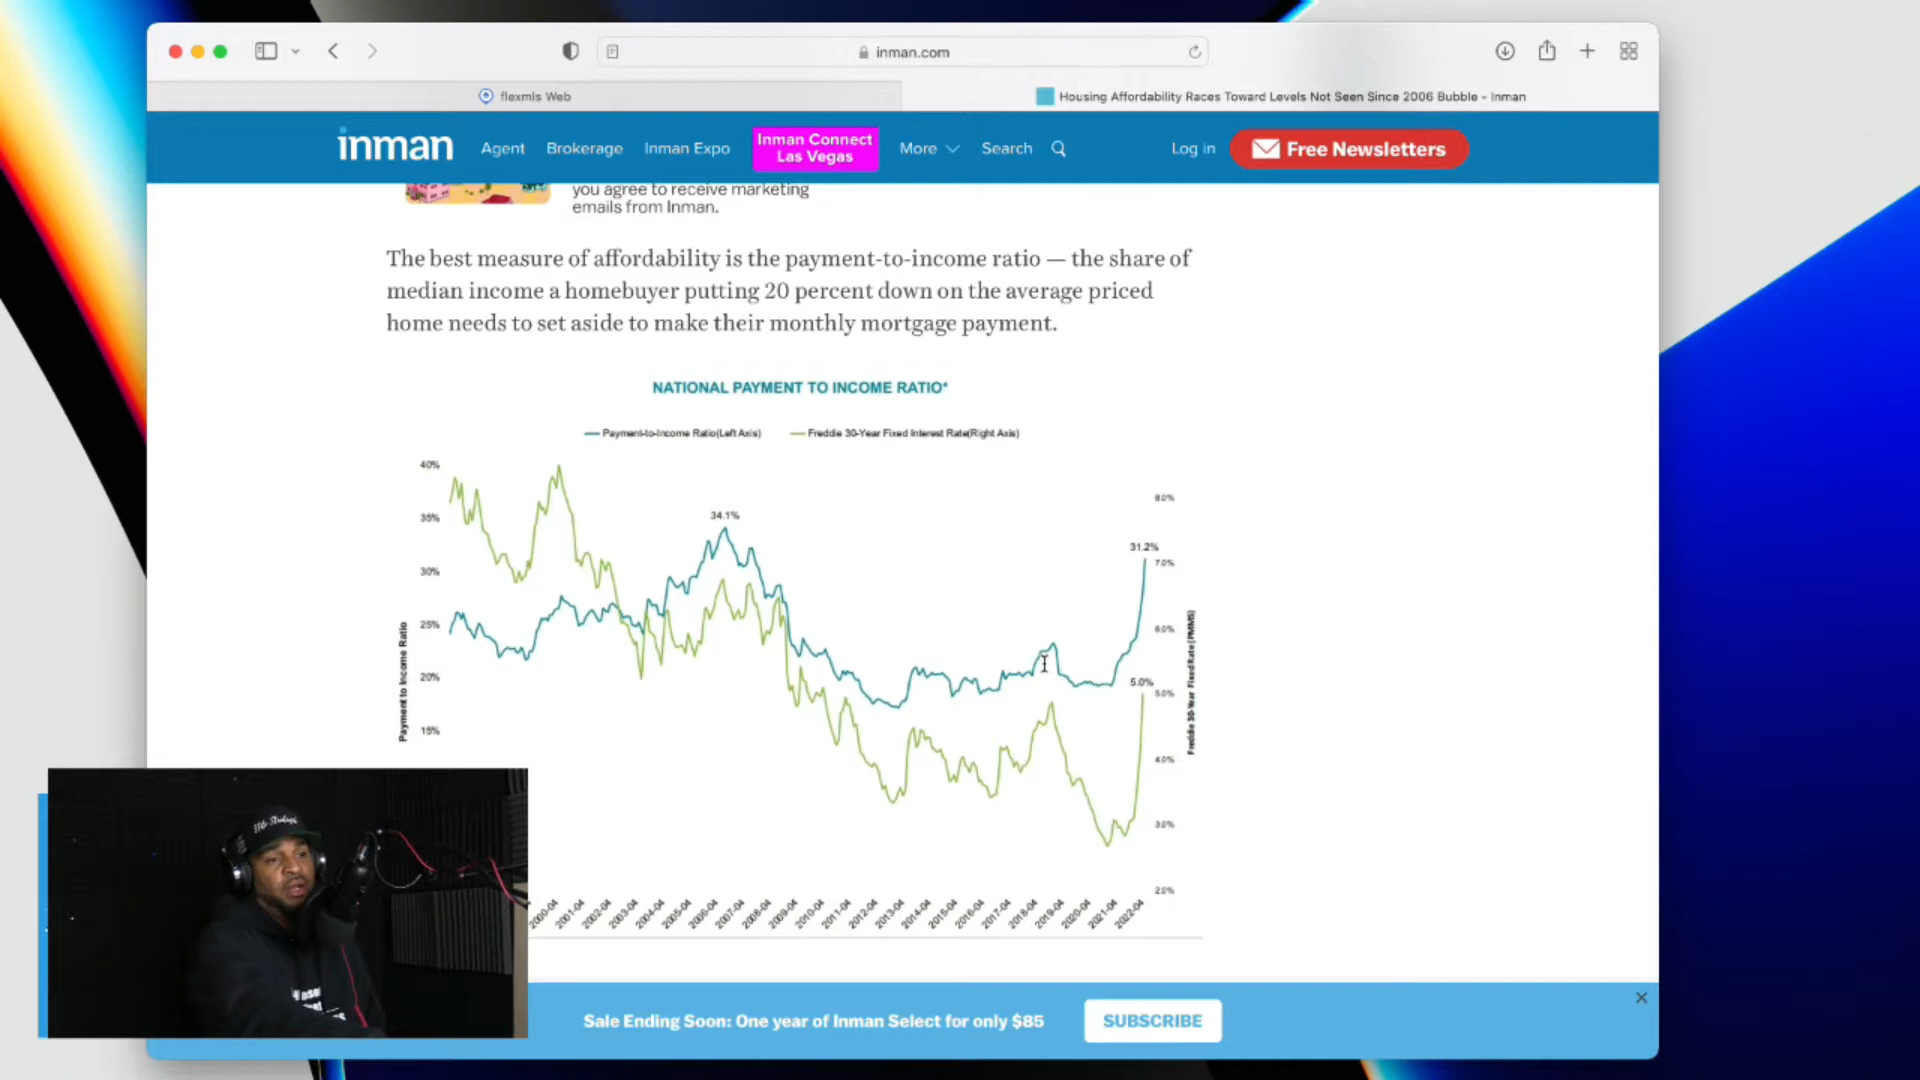 inman.com
flexmls Web
Housing Affordability Races Toward Levels Not Seen Since 2006 Bubble - Inman
inman
Agent
Brokerage
Inman Expo
Inman Connect
Las Vegas
More
Search
Log in
Free Newsletters
you agree to receive marketing
emails from Inman.
The best measure of affordability is the payment-to-income ratio — the share of
median income a homebuyer putting 20 percent down on the average priced
home needs to set aside to make their monthly mortgage payment.
NATIONAL PAYMENT TO INCOME RATIO*
Payment-to-Income Ratio(Left Axis)
Freddie 30-Year Fixed Interest Rate(Right Axis)
40%
35%
30%
25%
20%
15%
Payment to Income Ratio
34.1%
31.2%
5.0%
8.0%
7.0%
6.0%
5.0%
4.0%
3.0%
2.0%
Freddie 30-Year Fixed Rate(PMMS)
2000-04
2001-04
2002-04
2003-04
2004-04
2005-04
2006-04
2007-04
2008-04
2009-04
2010-04
2011-04
2012-04
2013-04
2014-04
2015-04
2016-04
2017-04
2018-04
2019-04
2020-04
2021-04
2022-04
Sale Ending Soon: One year of Inman Select for only $85
SUBSCRIBE